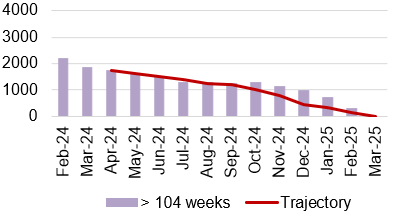 4000
3000
2000
1000
0
Feb-24
Mar-24
Apr-24
May-24
Jun-24
Jul-24
Aug-24
Sep-24
Oct-24
Nov-24
Dec-24
Jan-25
Feb-25
Mar-25
> 104 weeks
Trajectory